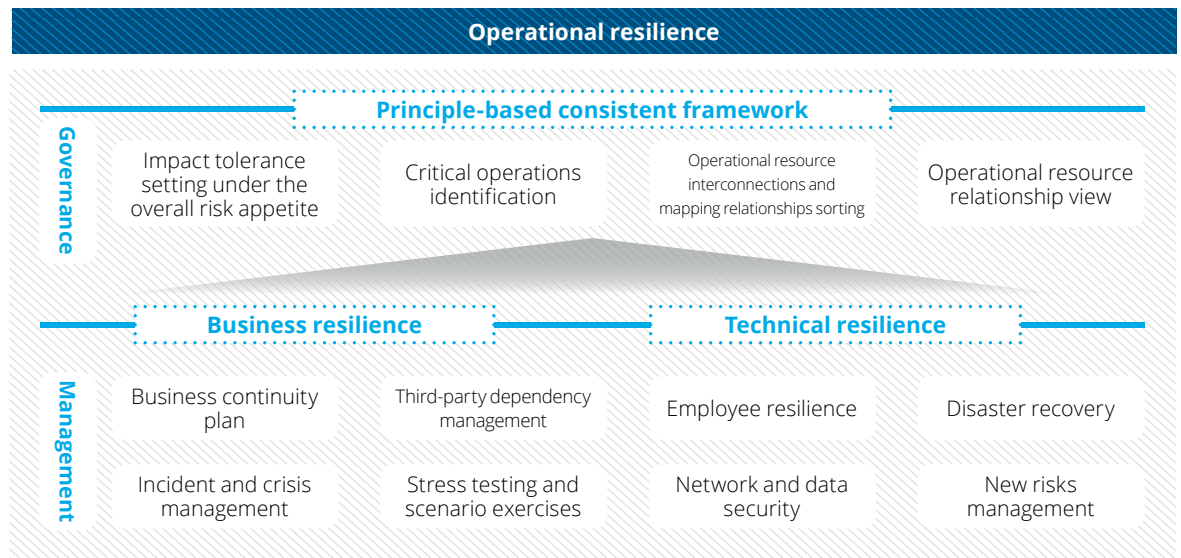 Operational resilience
Principle-based consistent framework
Governance
Impact tolerance
setting under the
overall risk appetite
Critical operations
identification
Operational resource
interconnections and
mapping relationships sorting
Operational resource
relationship view
Business resilience
Technical resilience
Management
Business continuity
plan
Third-party dependency
management
Employee resilience
Disaster recovery
Incident and crisis
management
Stress testing and
scenario exercises
Network and data
security
New risks
management